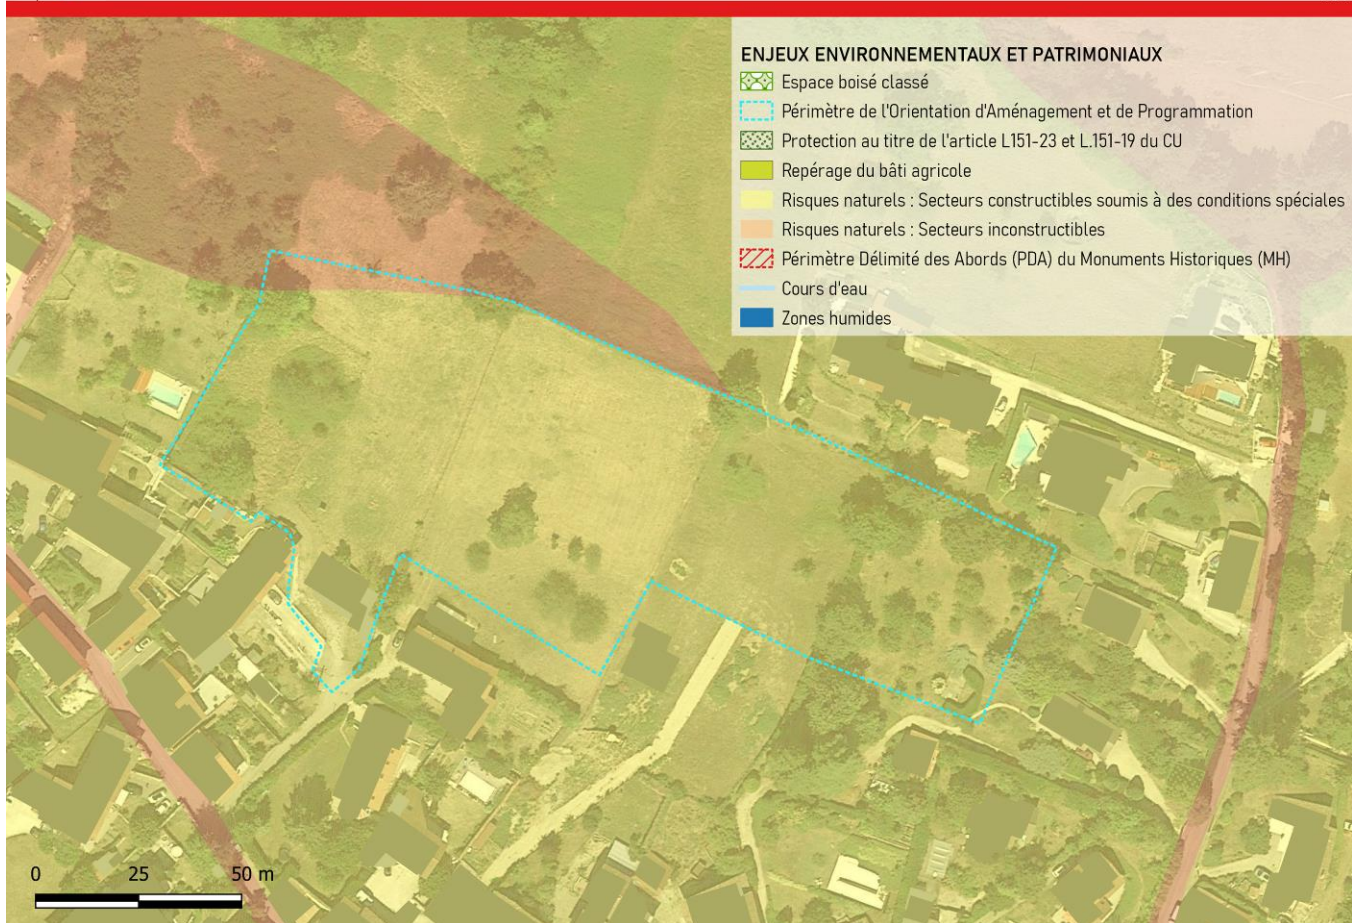 ENJEUX ENVIRONNEMENTAUX ET PATRIMONIAUX
Espace boisé classé
Périmètre de l'Orientation d'Aménagement et de Programmation
Protection au titre de l'article L151-23 et L.151-19 du CU
Repérage du bâti agricole
Risques naturels : Secteurs constructibles soumis à des conditions spéciales
Risques naturels : Secteurs inconstructibles
Périmètre Délimité des Abords (PDA) du Monuments Historiques (MH)
Cours d'eau
Zones humides
0 25 50 m